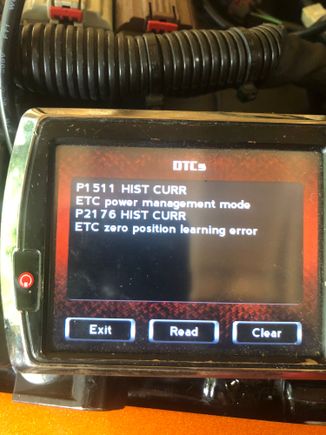 DTCs
P1511 HIST CURR
ETC power management mode
P2176 HIST CURR
ETC zero position learning error
Exit
Read
Clear